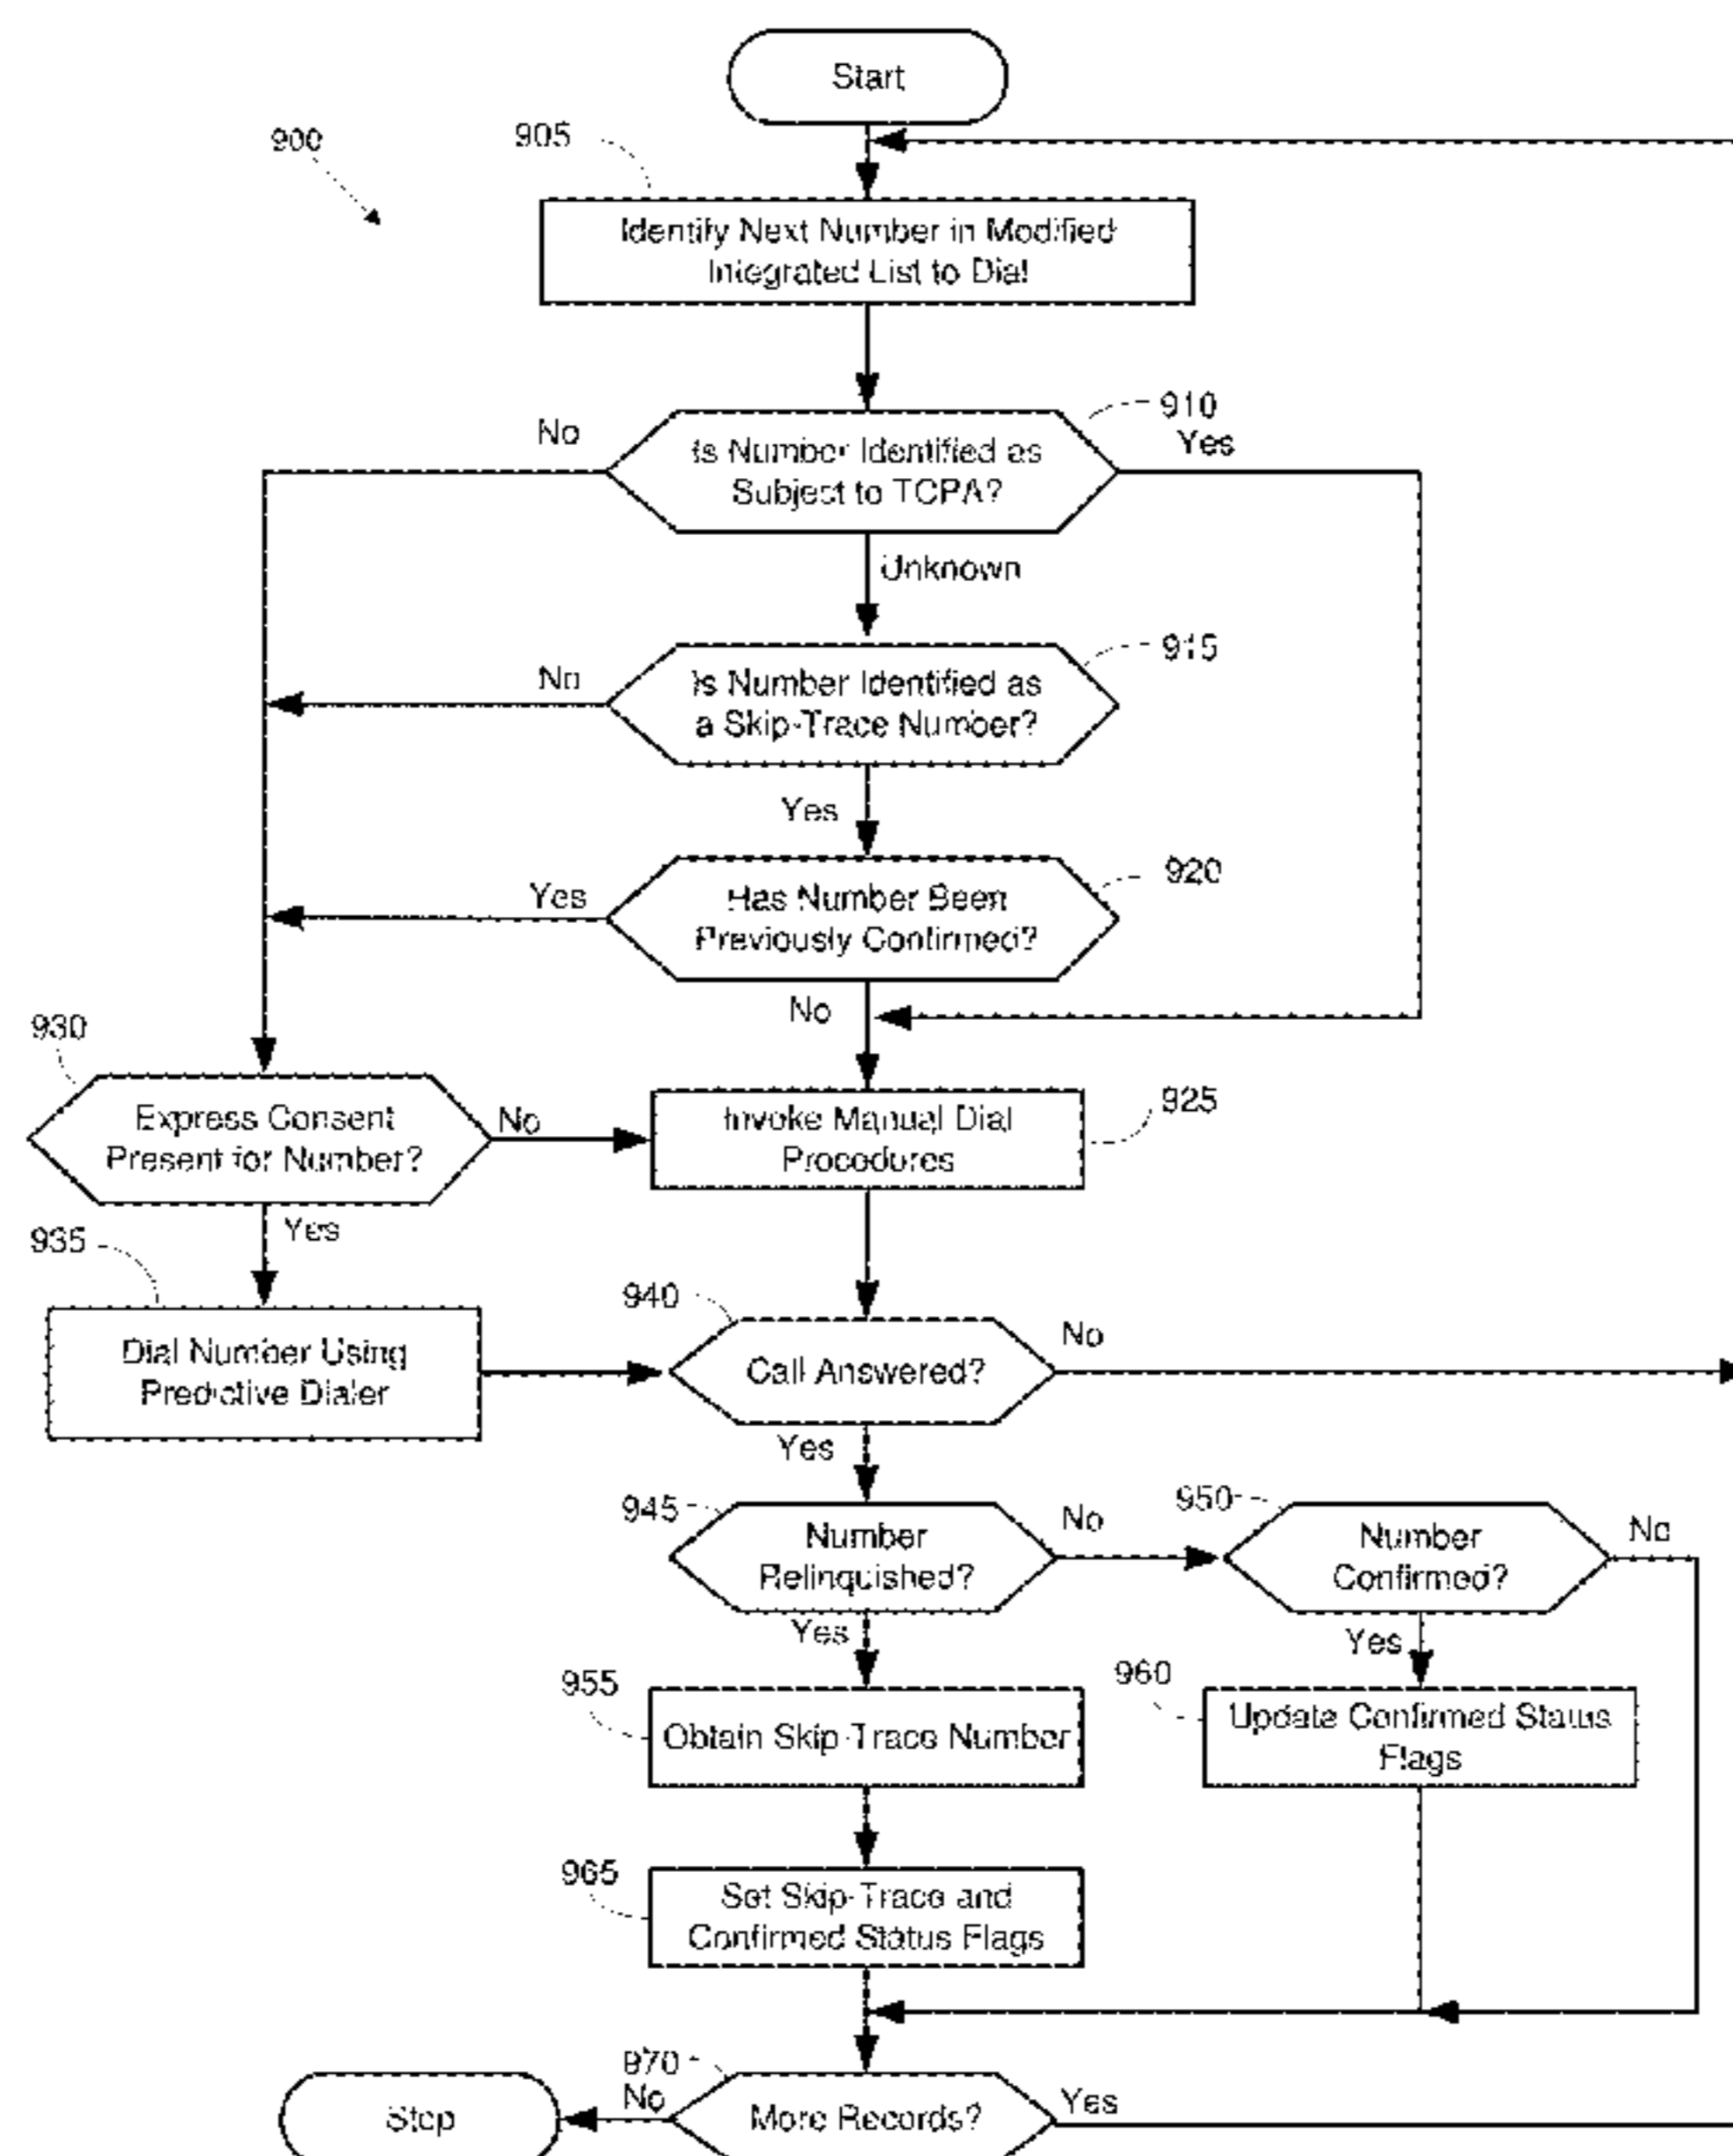 Start
900
905
Identify Next Number in Modified
Integrated List to Dial
910
No
Yes
Is Number Identified as
Subject to TCPA?
Unknown
915
No
Is Number Identified as
a Skip-Trace Number?
Yes
920
Yes
Has Number Been
Previously Confirmed?
No
930
Express Consent
Present for Number?
No
925
Invoke Manual Dial
Procedures
Yes
935
Dial Number Using
Predictive Dialer
940
Call Answered?
No
Yes
945
Number
Relinquished?
No
950
Number
Confirmed?
No
Yes
Yes
955
Obtain Skip-Trace Number
960
Update Confirmed Status
Flags
965
Set Skip-Trace and
Confirmed Status Flags
970
No
More Records?
Yes
Stop